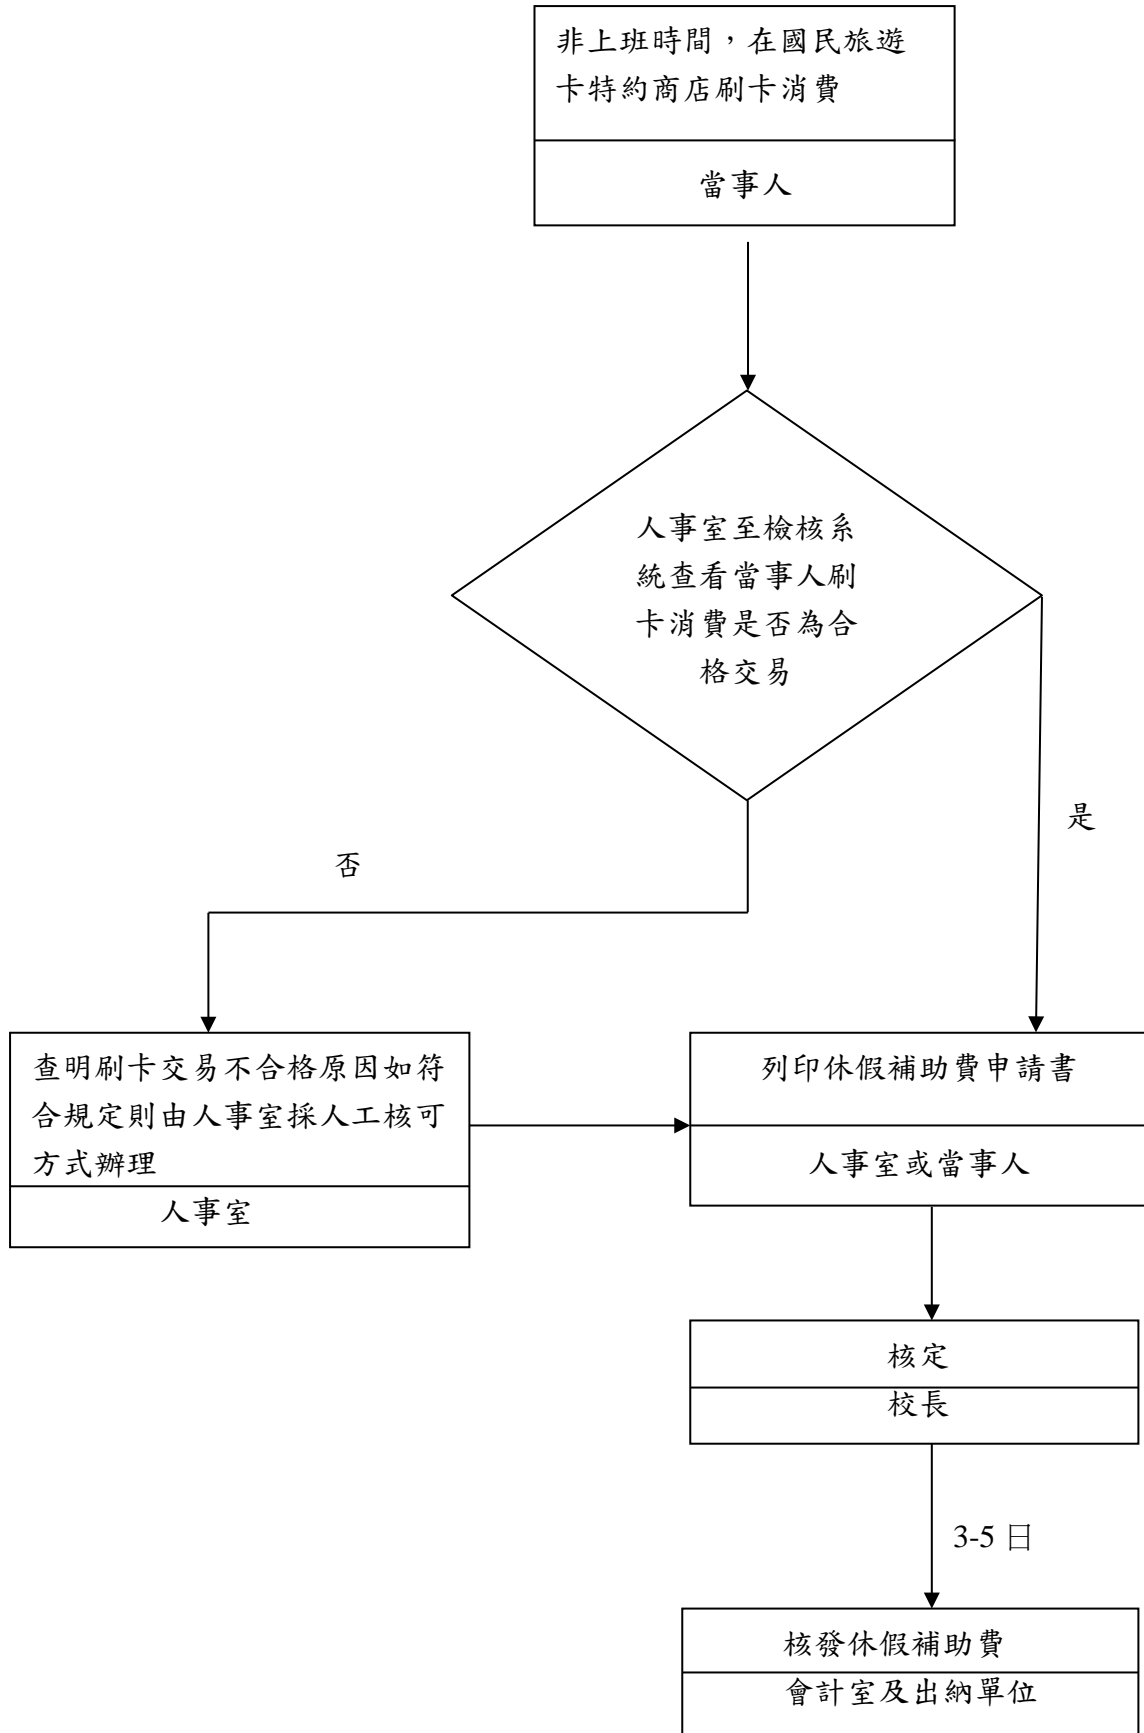 非上班時間，在國民旅遊
卡特約商店刷卡消費
當事人
人事室至檢核系
統查看當事人刷
卡消費是否為合
格交易
是
否
查明刷卡交易不合格原因如符
合規定則由人事室採人工核可
方式辦理
人事室
列印休假補助費申請書
人事室或當事人
核定
校長
3-5 日
核發休假補助費
會計室及出納單位